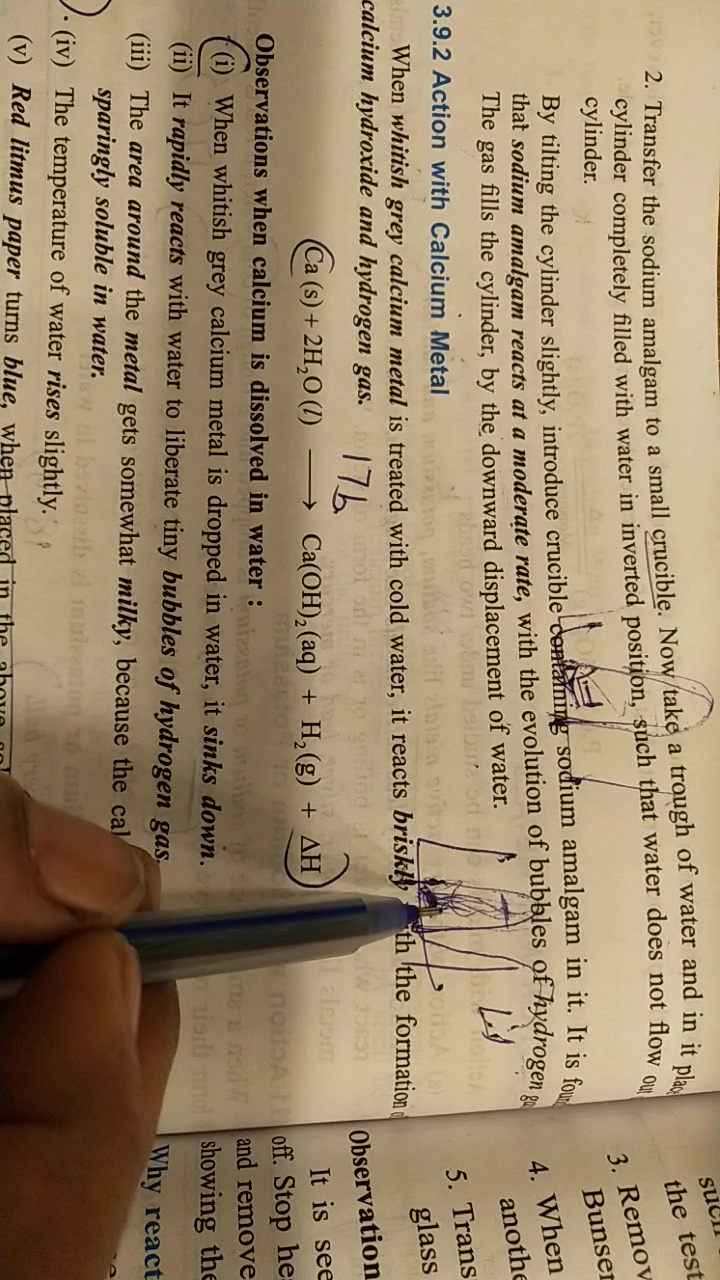 2. Transfer the sodium amalgam to a small crucible. Now take a trough of water and in it
cylinder completely filled with water in inverted position, such that water does not flow
cylinder.
By tilting the cylinder slightly, introduce crucible containing sodium amalgam in it. It is
that sodium amalgam reacts at a moderate rate, with the evolution of bubbles of hydrogen
The gas fills the cylinder, by the downward displacement of water.
3.9.2 Action with Calcium Metal
When whitish grey calcium metal is treated with cold water, it reacts briskly the formation
calcium hydroxide and hydrogen gas.
176
Ca (s) + 2H₂O (l) ⟶ Ca(OH)₂ (aq) + H₂ (g) + ΔH
Observations when calcium is dissolved in water :
(i) When whitish grey calcium metal is dropped in water, it sinks down.
(ii) It rapidly reacts with water to liberate tiny bubbles of hydrogen gas.
(iii) The area around the metal gets somewhat milky, because the
sparingly soluble in water.
(iv) The temperature of water rises slightly.
(v) Red litmus paper turns blue, when placed in the above
the test
3. Remov
Bunsen
4. When
anothe
5. Trans
glass
Observation
It is see
off. Stop
and remove
showing the
Why react